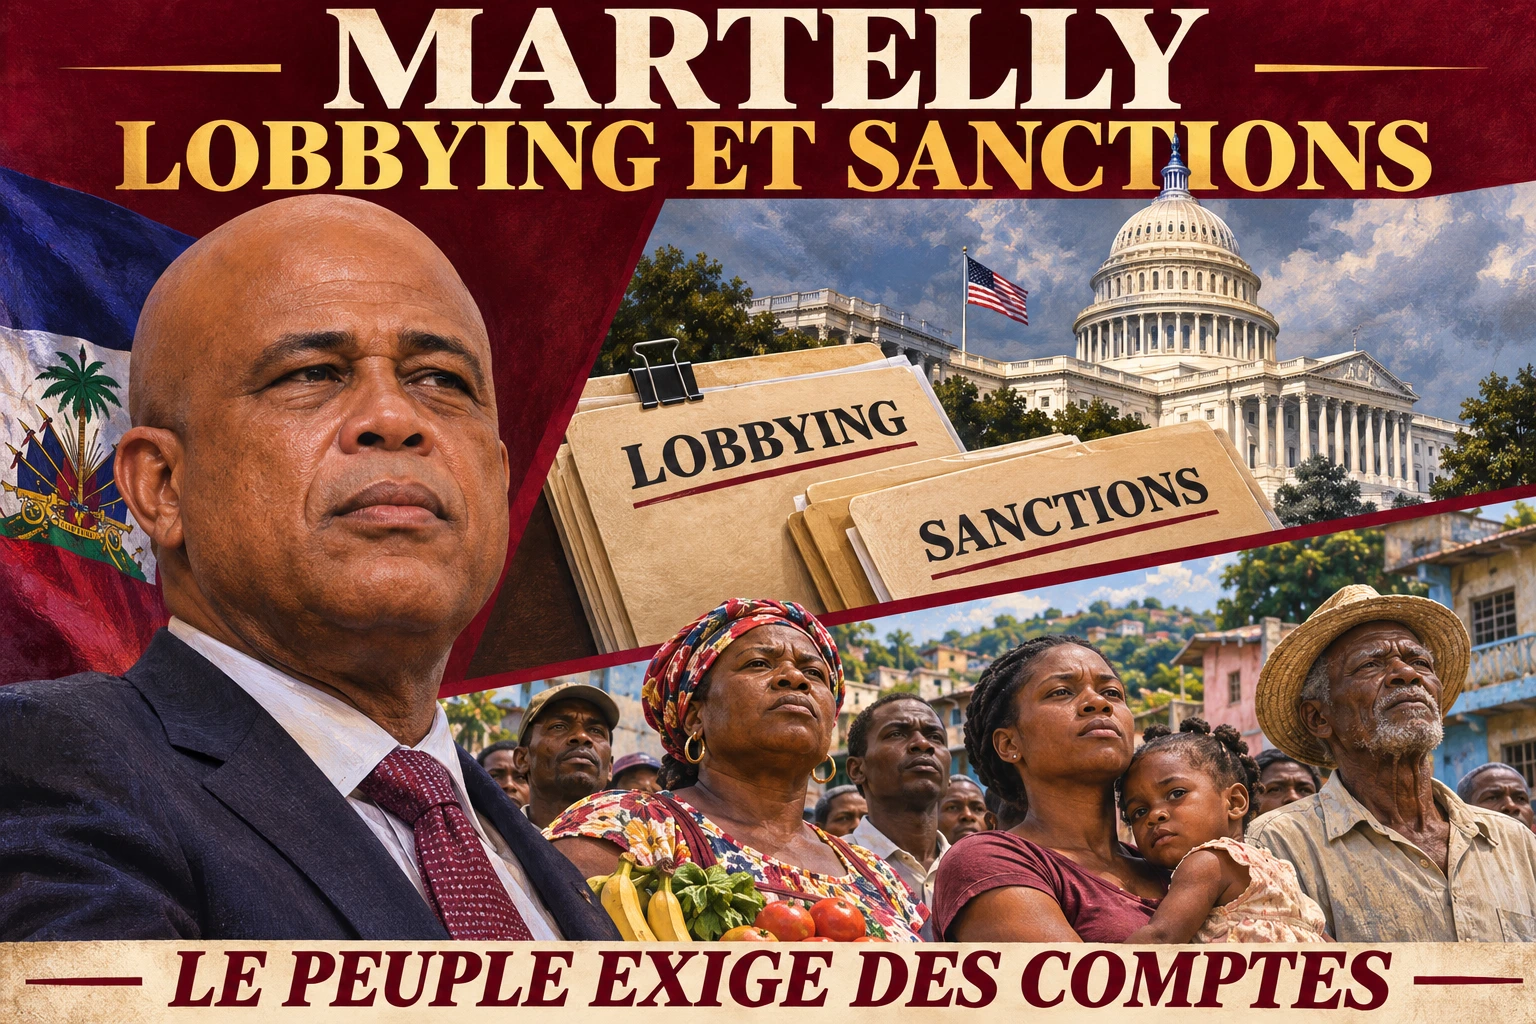 MARTELLY
LOBBYING ET SANCTIONS
LOBBYING
SANCTIONS
LE PEUPLE EXIGE DES COMPTES